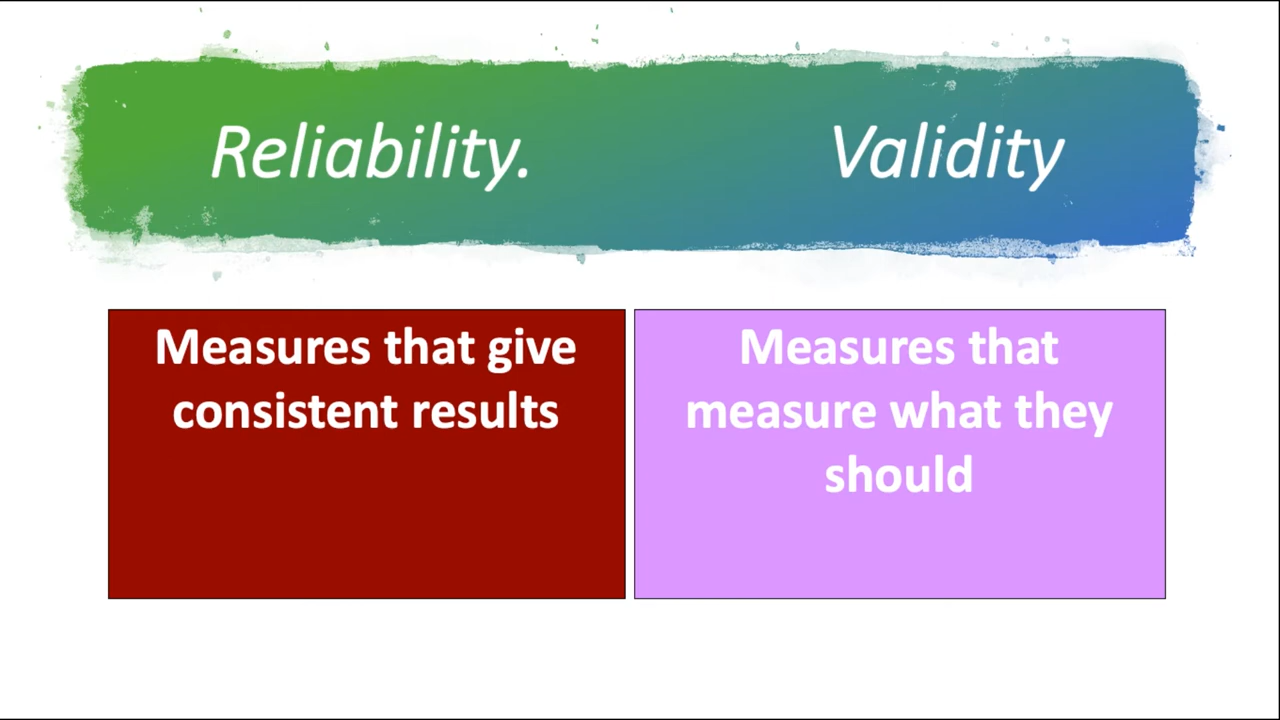 Reliability.
Validity
Measures that give
consistent results
Measures that
measure what they
should